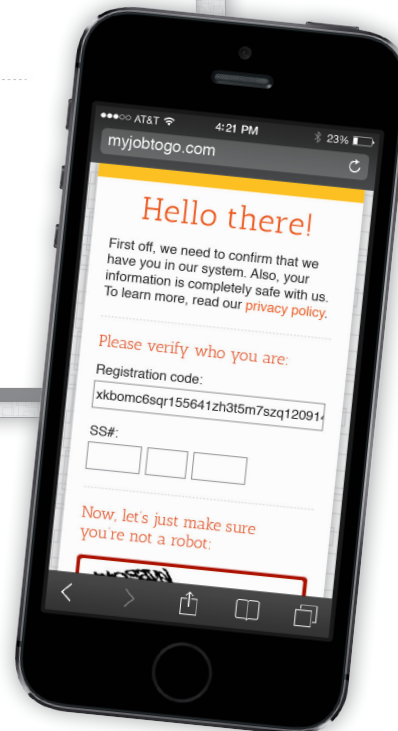 AT&T 4:21 PM 23%
myjobtogo.com
Hello there!
First off, we need to confirm that we
have you in our system. Also, your
information is completely safe with us.
To learn more, read our privacy policy.
Please verify who you are:
Registration code:
xkbomc6sqr155641zh3t5m7szq12091
SS#:
Now, let's just make sure
you're not a robot: